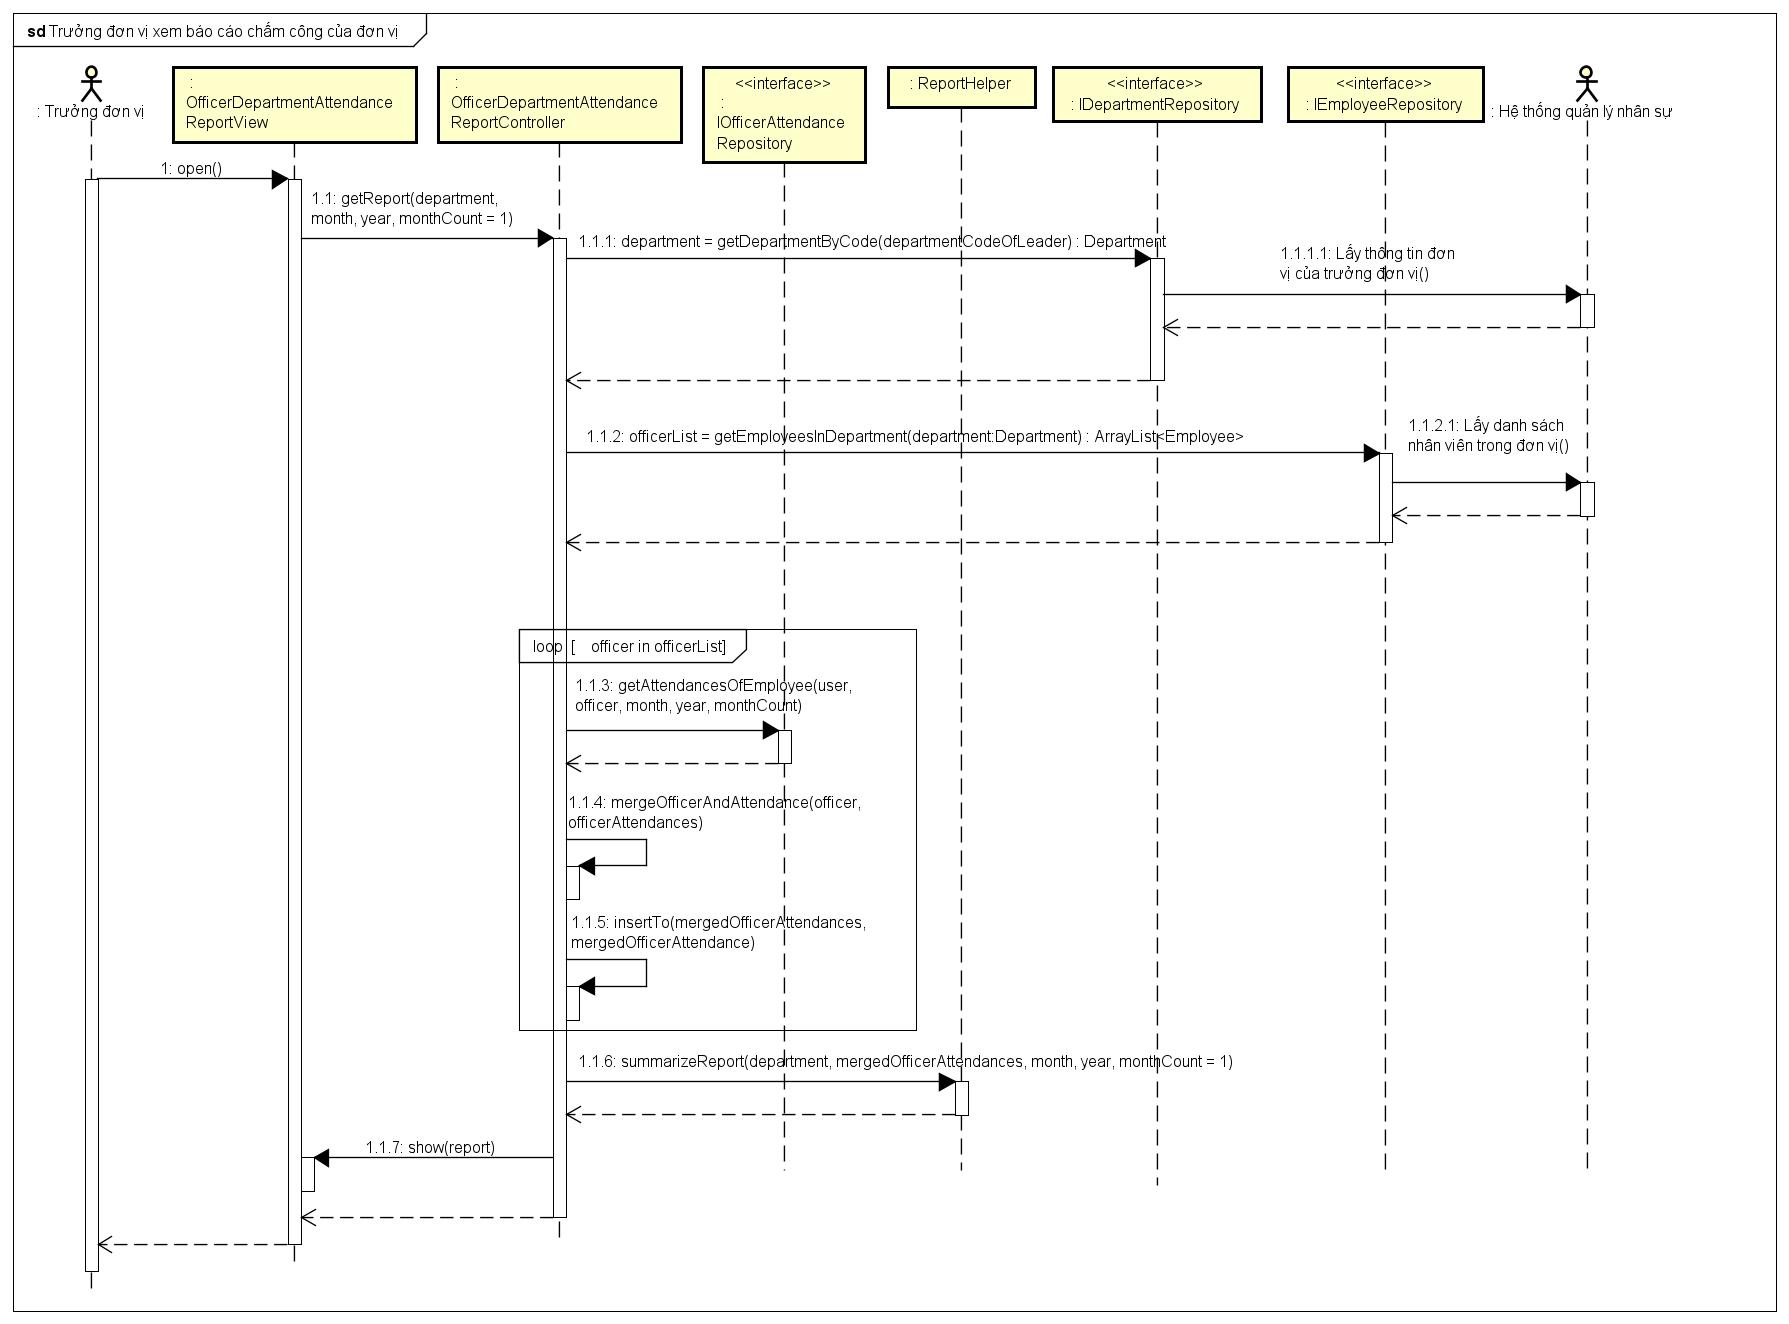 sd Trưởng đơn vị xem báo cáo chấm công của đơn vị
: Trưởng đơn vị
:
OfficerDepartmentAttendance
ReportView
:
OfficerDepartmentAttendance
ReportController
<<interface>>
:
IOfficerAttendance
Repository
: ReportHelper
<<interface>>
: IDepartmentRepository
<<interface>>
: IEmployeeRepository
: Hệ thống quản lý nhân sự
1: open()
1.1: getReport(department,
month, year, monthCount = 1)
1.1.1: department = getDepartmentByCode(departmentCodeOfLeader) : Department
1.1.1.1: Lấy thông tin đơn
vị của trưởng đơn vị()
1.1.2: officerList = getEmployeesInDepartment(department:Department) : ArrayList<Employee>
1.1.2.1: Lấy danh sách
nhân viên trong đơn vị()
loop [ officer in officerList]
1.1.3: getAttendancesOfEmployee(user,
officer, month, year, monthCount)
1.1.4: mergeOfficerAndAttendance(officer,
officerAttendances)
1.1.5: insertTo(mergedOfficerAttendances,
mergedOfficerAttendance)
1.1.6: summarizeReport(department, mergedOfficerAttendances, month, year, monthCount = 1)
1.1.7: show(report)